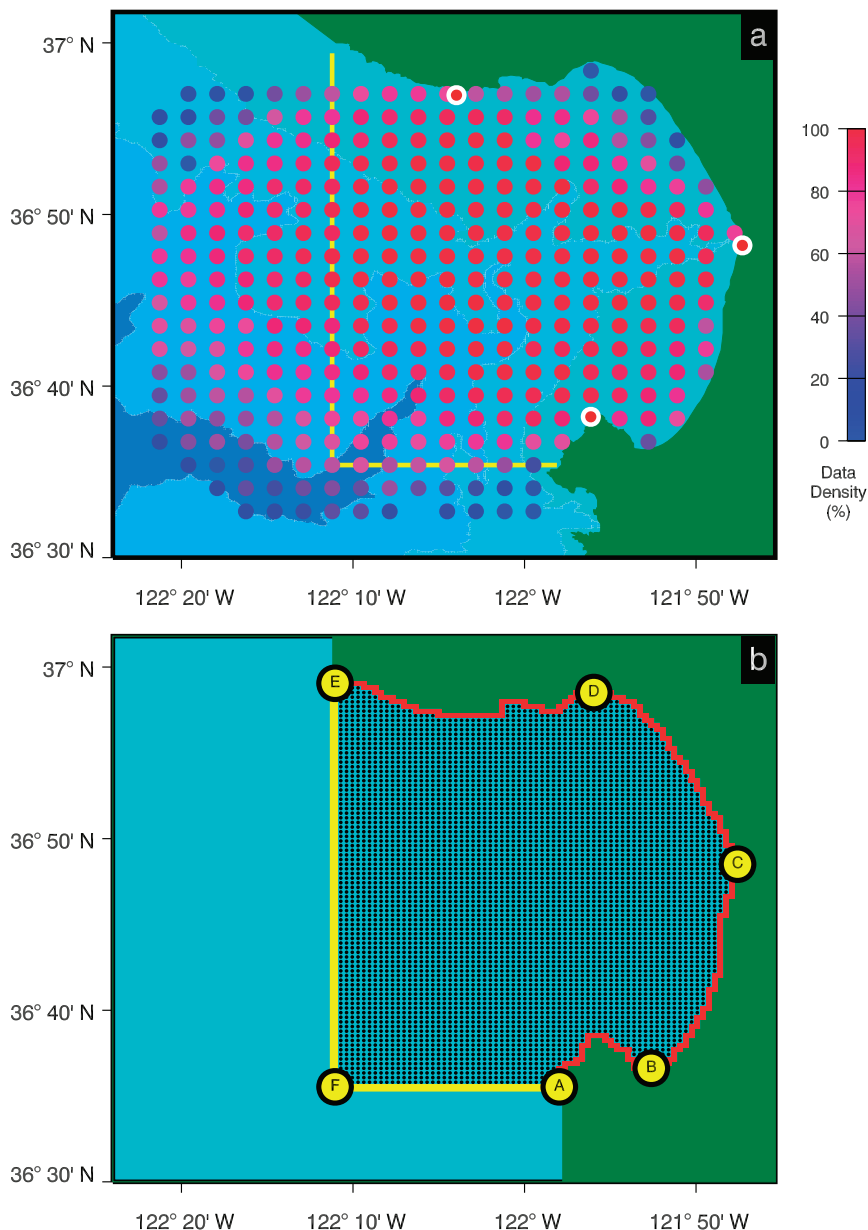 a
37° N
36° 50' N
36° 40' N
36° 30' N
122° 20' W
122° 10' W
122° W
121° 50' W
100
80
60
40
20
0
Data
Density
(%)
b
37° N
36° 50' N
36° 40' N
36° 30' N
E
D
C
B
A
F
122° 20' W
122° 10' W
122° W
121° 50' W